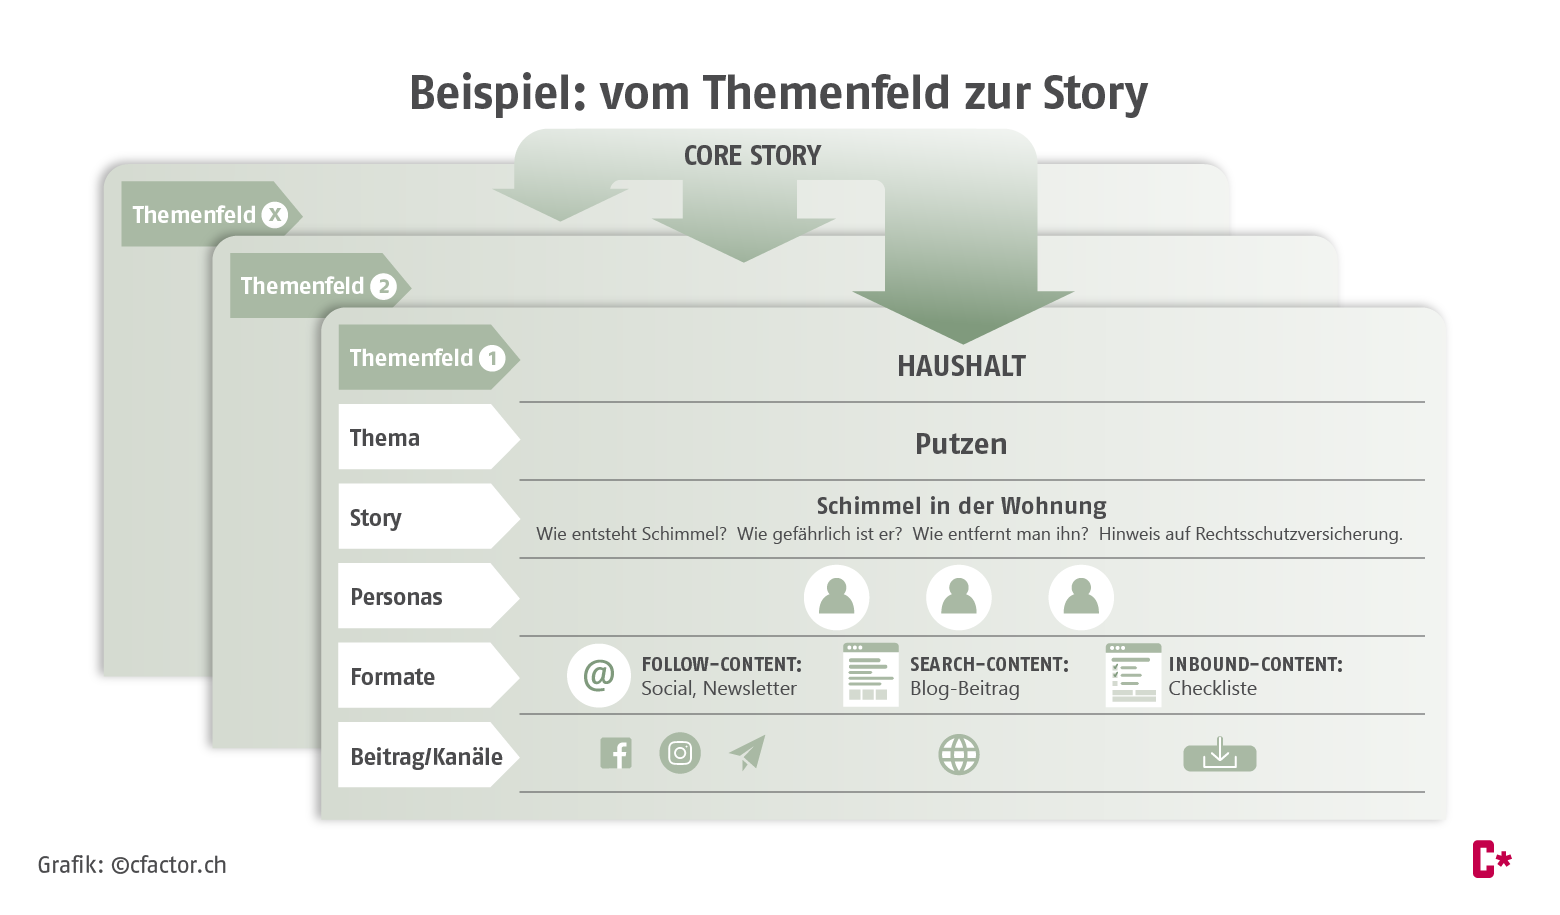 Beispiel: vom Themenfeld zur Story
CORE STORY
Themenfeld X
Themenfeld 2
Themenfeld 1
HAUSHALT
Thema
Putzen
Story
Schimmel in der Wohnung
Wie entsteht Schimmel? Wie gefährlich ist er? Wie entfernt man ihn? Hinweis auf Rechtsschutzversicherung.
Personas
Formate
@
FOLLOW-CONTENT:
Social, Newsletter
SEARCH-CONTENT:
Blog-Beitrag
INBOUND-CONTENT:
Checkliste
Beitrag/Kanäle
Grafik: ©cfactor.ch
C*